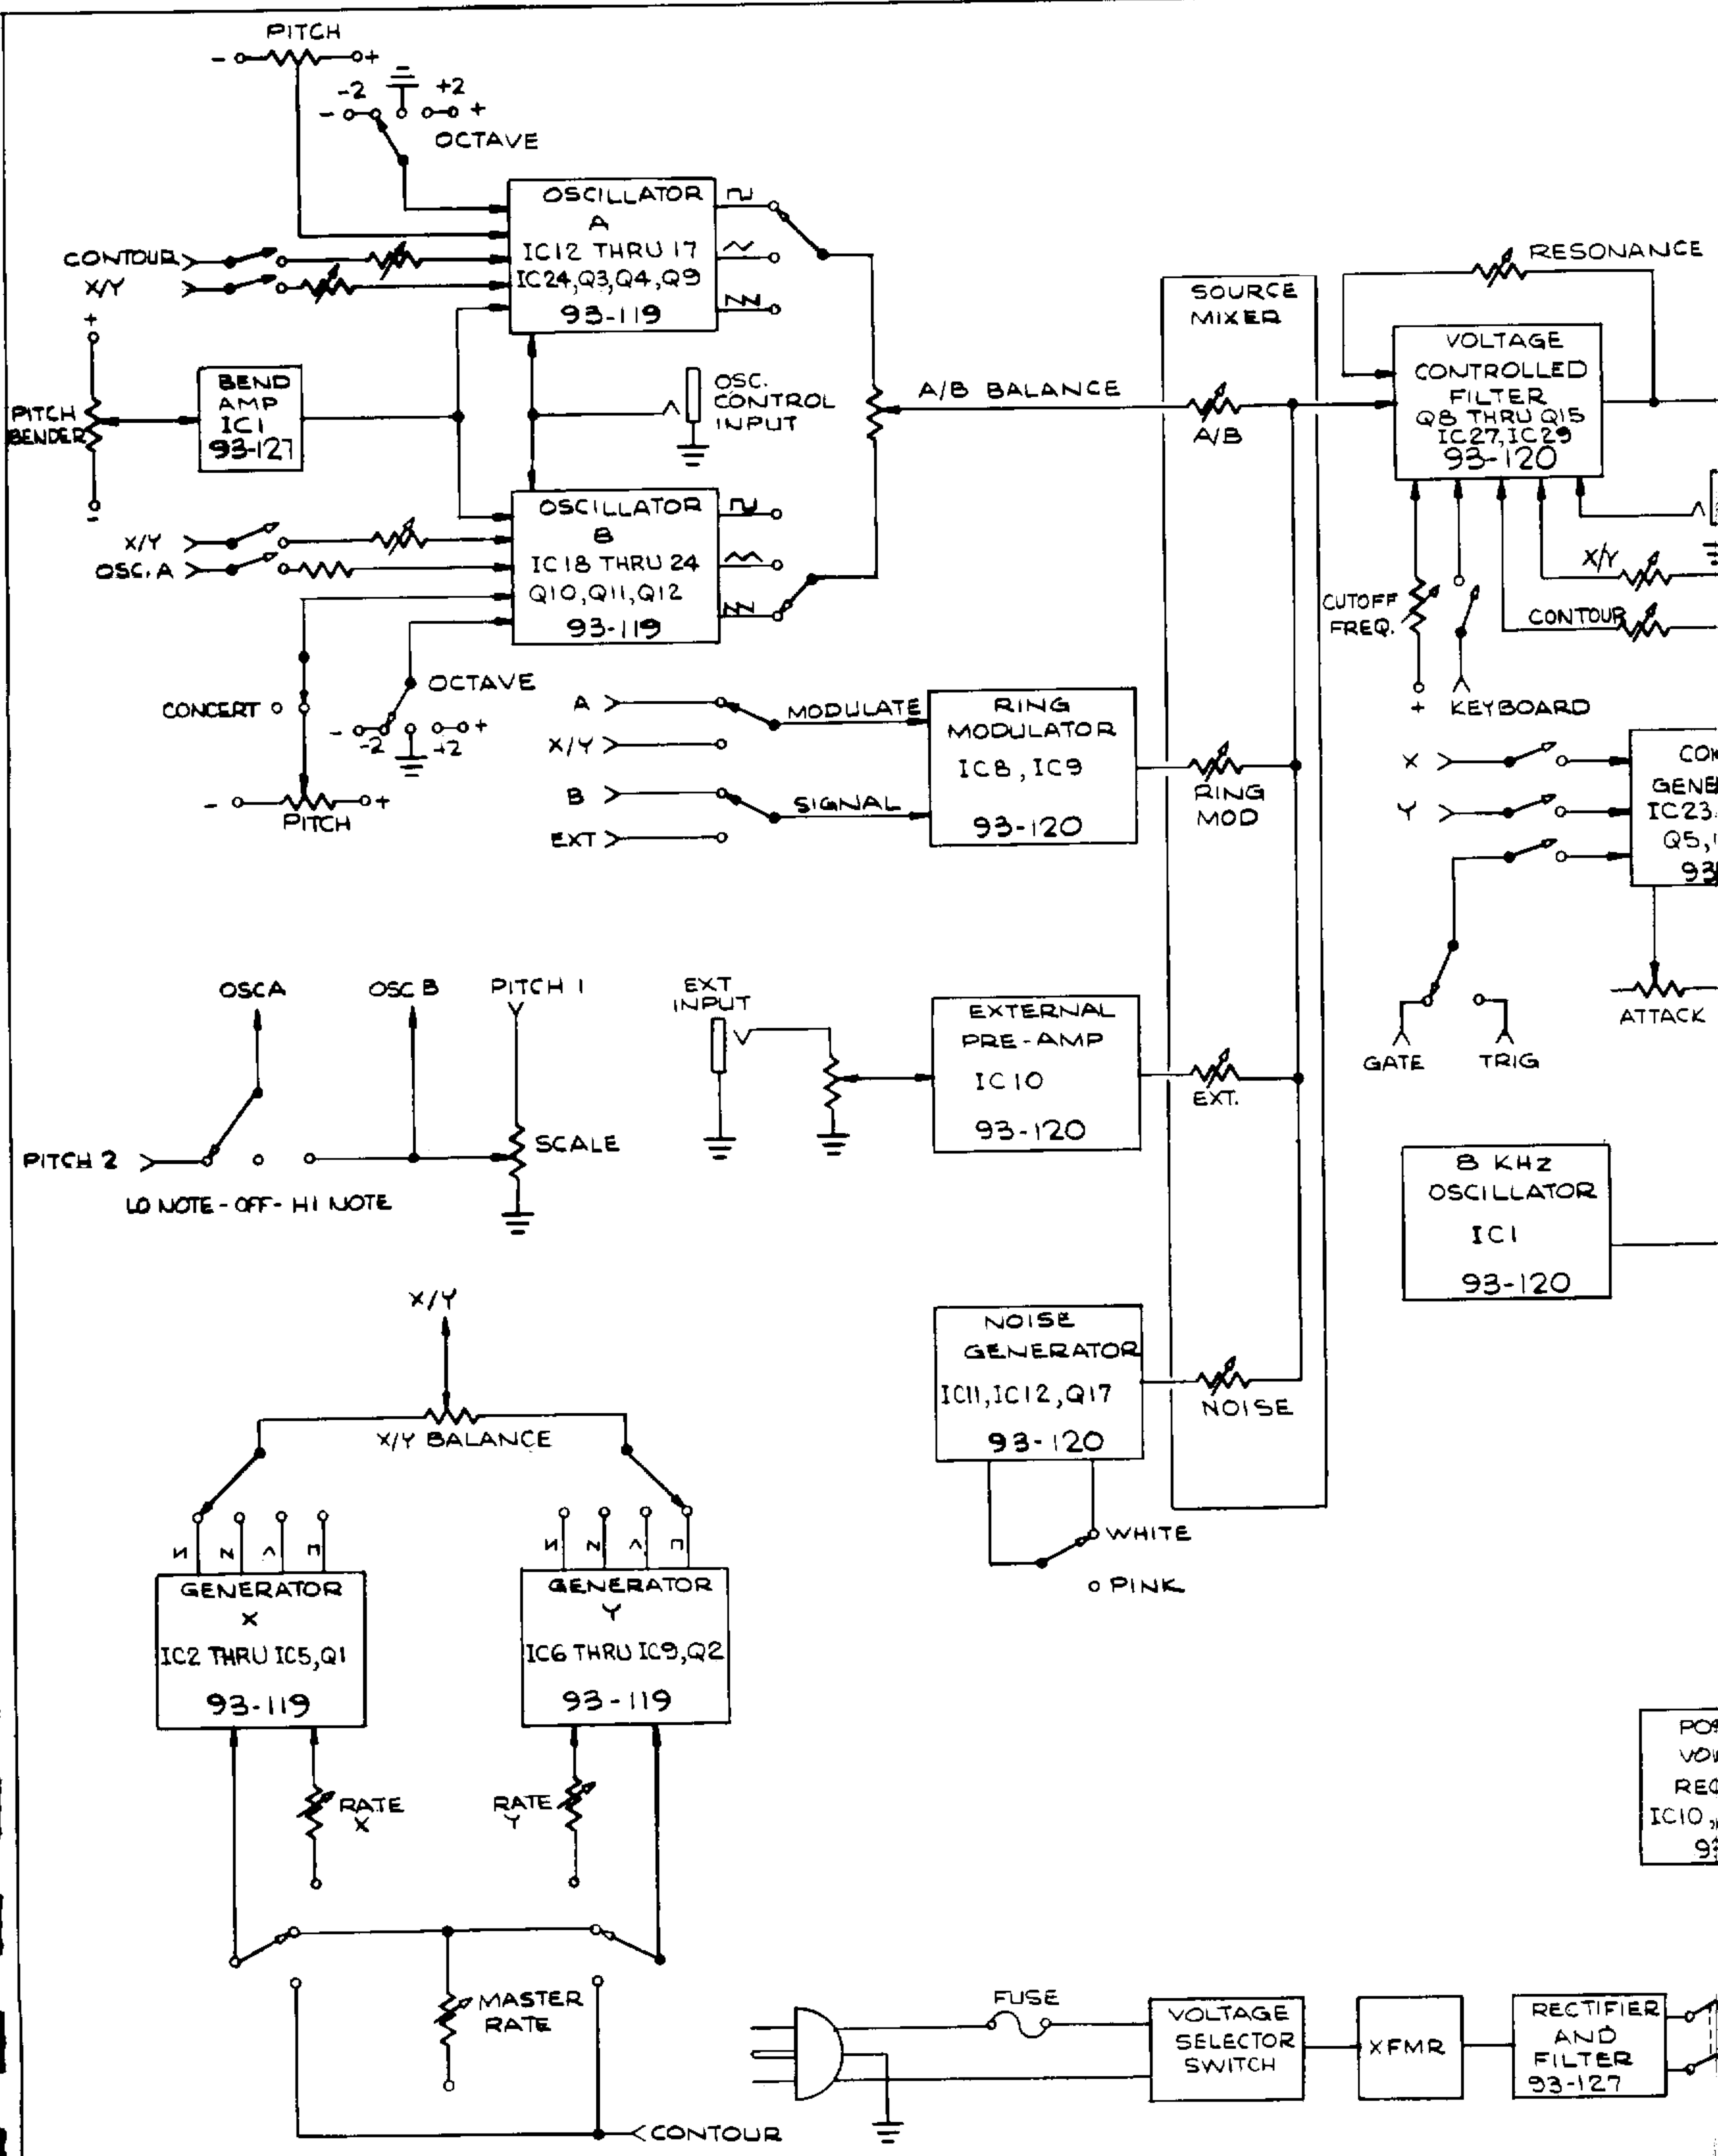 PITCH
- +
-2 +2
- +
OCTAVE
OSCILLATOR
A
IC12 THRU 17
IC24,Q3,Q4,Q9
93-119
CONTOUR
X/Y
+
PITCH
BENDER
-
BEND
AMP
IC1
93-127
OSC.
CONTROL
INPUT
A/B BALANCE
SOURCE
MIXER
A/B
RESONANCE
VOLTAGE
CONTROLLED
FILTER
Q8 THRU Q15
IC27,IC29
93-120
X/Y
CONTOUR
CUTOFF
FREQ.
+
KEYBOARD
X/Y
OSC.A
OSCILLATOR
B
IC18 THRU 24
Q10,Q11,Q12
93-119
CONCERT
OCTAVE
- +
-2 +2
- +
PITCH
A
X/Y
B
EXT
MODULATE
SIGNAL
RING
MODULATOR
IC8, IC9
93-120
RING
MOD
X
Y
GATE
TRIG
IC23
Q5,
93
ATTACK
OSCA
OSC B
PITCH 1
PITCH 2
SCALE
LO NOTE - OFF - HI NOTE
EXT
INPUT
EXTERNAL
PRE-AMP
IC10
93-120
EXT.
8 KHz
OSCILLATOR
IC1
93-120
NOISE
GENERATOR
IC11,IC12,Q17
93-120
NOISE
WHITE
PINK
X/Y
X/Y BALANCE
GENERATOR
X
IC2 THRU IC5,Q1
93-119
GENERATOR
Y
IC6 THRU IC9,Q2
93-119
RATE
X
RATE
Y
MASTER
RATE
CONTOUR
IC10,
FUSE
VOLTAGE
SELECTOR
SWITCH
XFMR
RECTIFIER
AND
FILTER
93-127